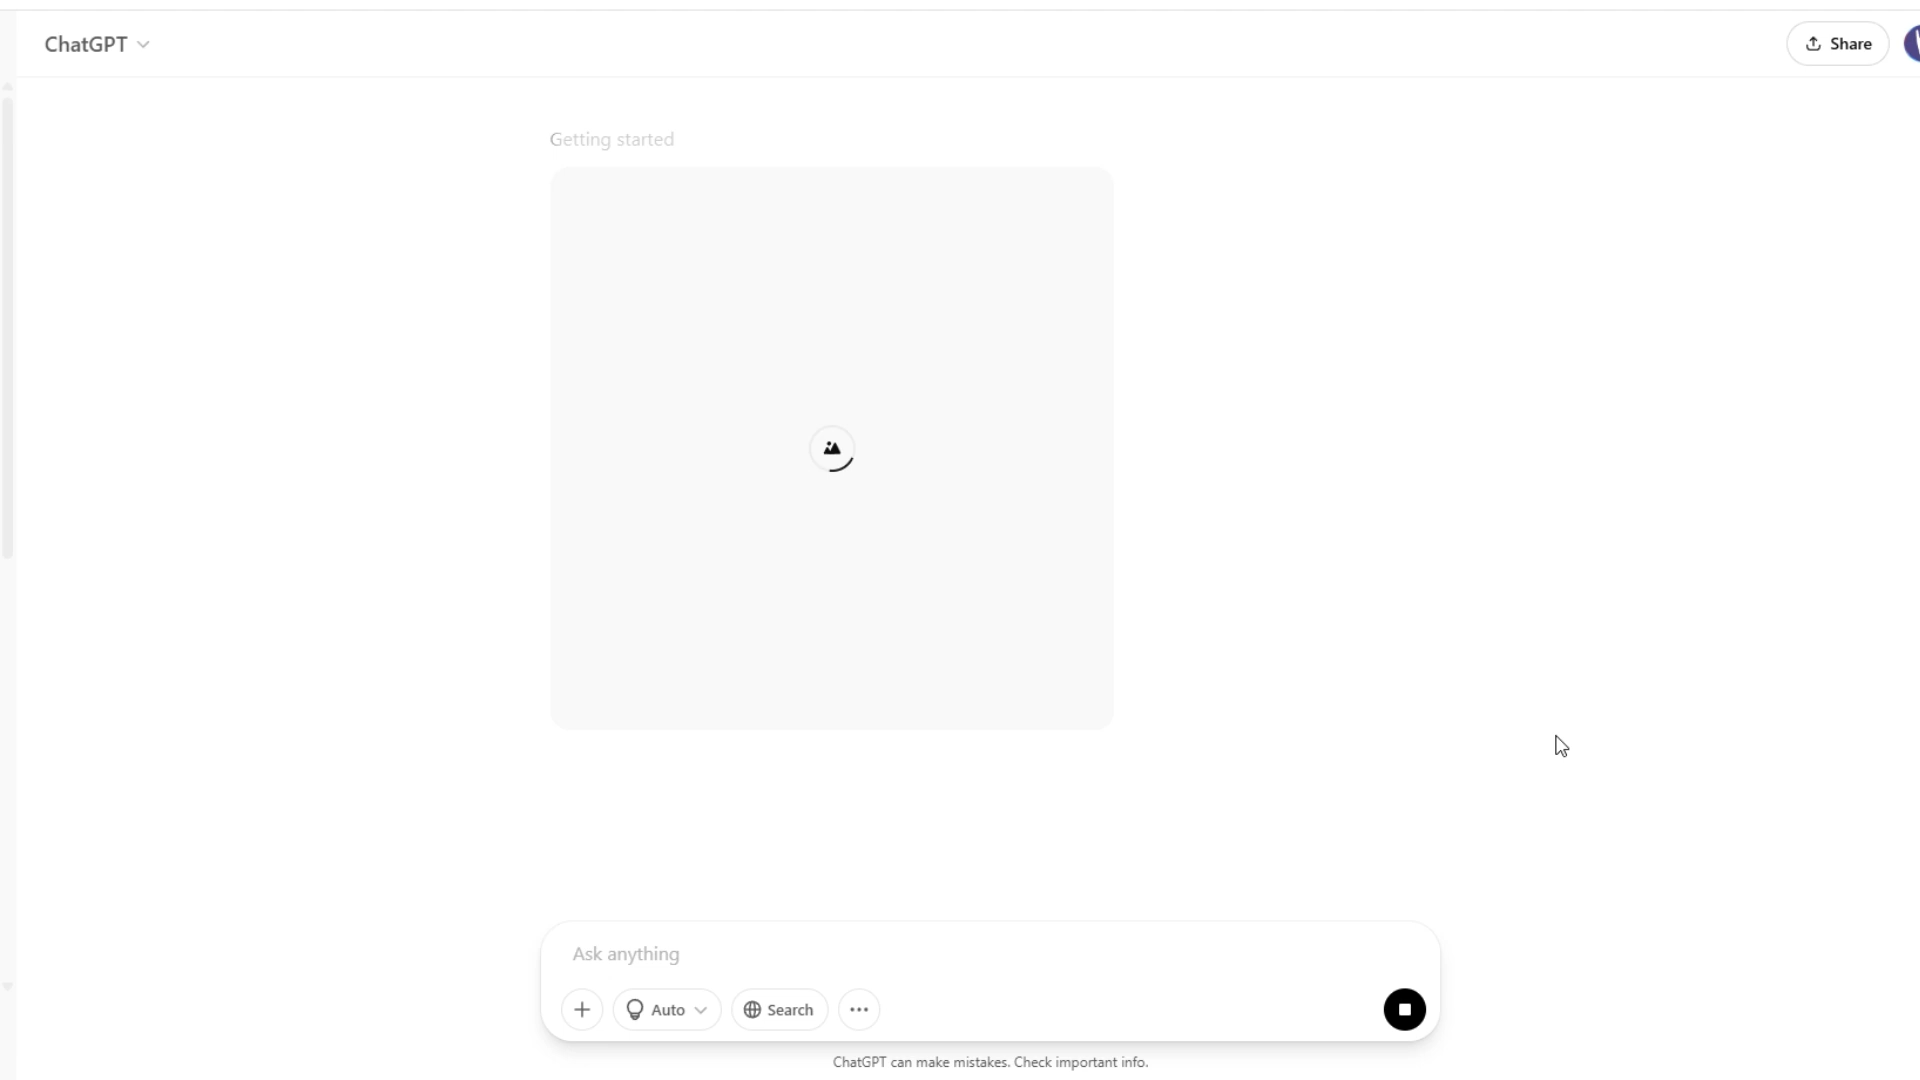 ChatGPT
Share
Getting started
Ask anything
Auto
Search
ChatGPT can make mistakes. Check important info.